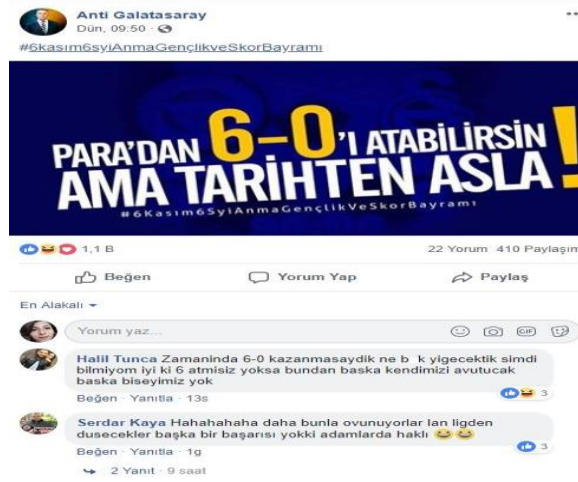 Anti Galatasaray
Dün, 09:50
#6kasım6syiAnmaGençlikveSkorBayramı
PARA'DAN 6-0'I ATABİLİRSİN
AMA TARİHTEN ASLA!
#6Kasım6SyiAnmaGençlikVeSkorBayramı
1,1 B
22 Yorum 410 Paylaşım
Beğen Yorum Yap Paylaş
En Alakalı
Yorum yaz...
GIF
Halil Tunca Zamaninda 6-0 kazanmasaydik ne b k yigecektik simdi
bilmiyom iyi ki 6 atmisiz yoksa bundan baska kendimizi avutucak
baska biseyimiz yok
3
Beğen · Yanıtla · 13s
Serdar Kaya Hahahahaha daha bunla ovunuyorlar lan ligden
dusecekler başka bir başarısı yokki adamlarda haklı
3
Beğen · Yanıtla · 1g
2 Yanıt · 9 saat